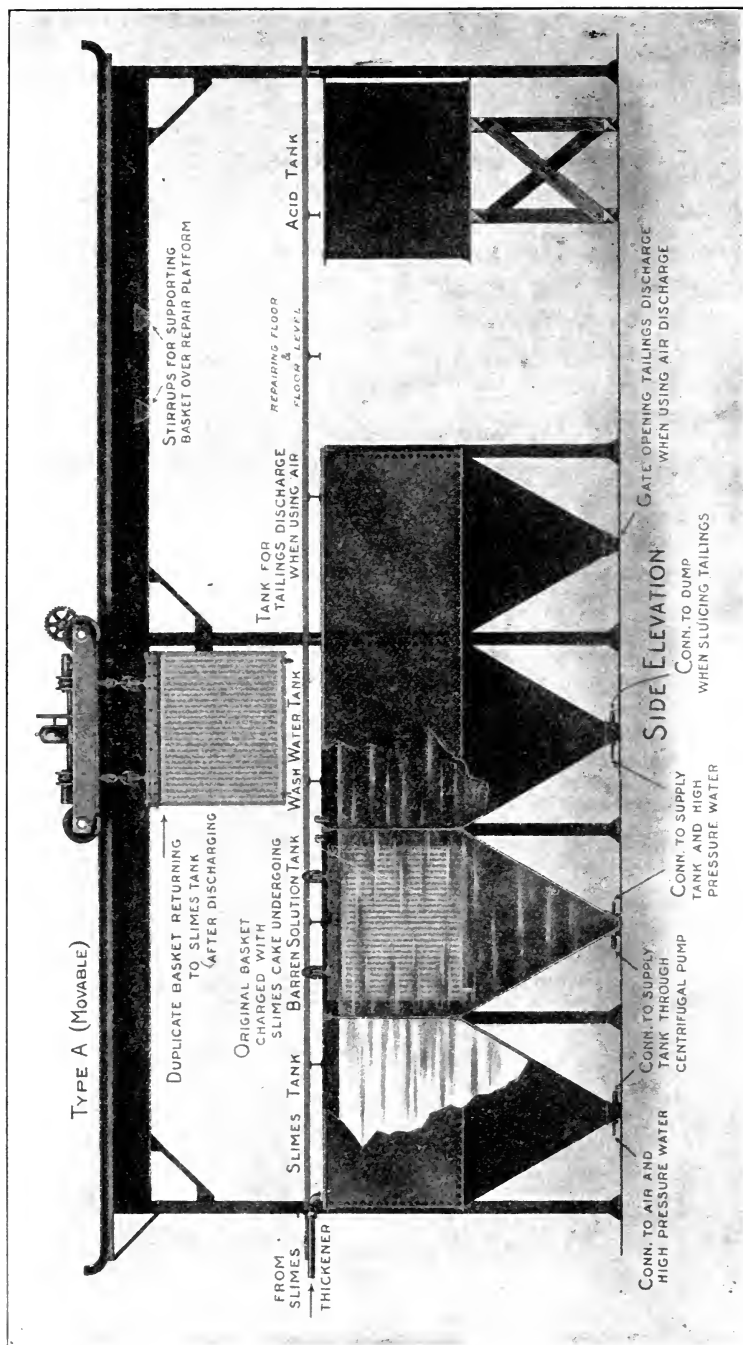 TYPE A (MOVABLE)
STIRRUPS FOR SUPPORTING
BASKET OVER REPAIR PLATFORM
DUPLICATE BASKET RETURNING
TO SLIMES TANK
(AFTER DISCHARGING
ORIGINAL BASKET
CHARGED WITH
SLIMES CAKE UNDERGOING
FROM
SLIMES
THICKENER
SLIMES TANK
BARREN SOLUTION TANK
WASH WATER TANK
TANK FOR
TAILINGS DISCHARGE
WHEN USING AIR
REPAIRING FLOOR
&
FLOOR LEVEL
ACID TANK
CONN. TO AIR AND
HIGH PRESSURE WATER
CONN. TO SUPPLY
TANK THROUGH
CENTRIFUGAL PUMP
CONN. TO SUPPLY
TANK AND HIGH
PRESSURE WATER
SIDE ELEVATION
CONN. TO DUMP
WHEN SLUICING TAILINGS
GATE OPENING TAILINGS DISCHARGE
WHEN USING AIR DISCHARGE